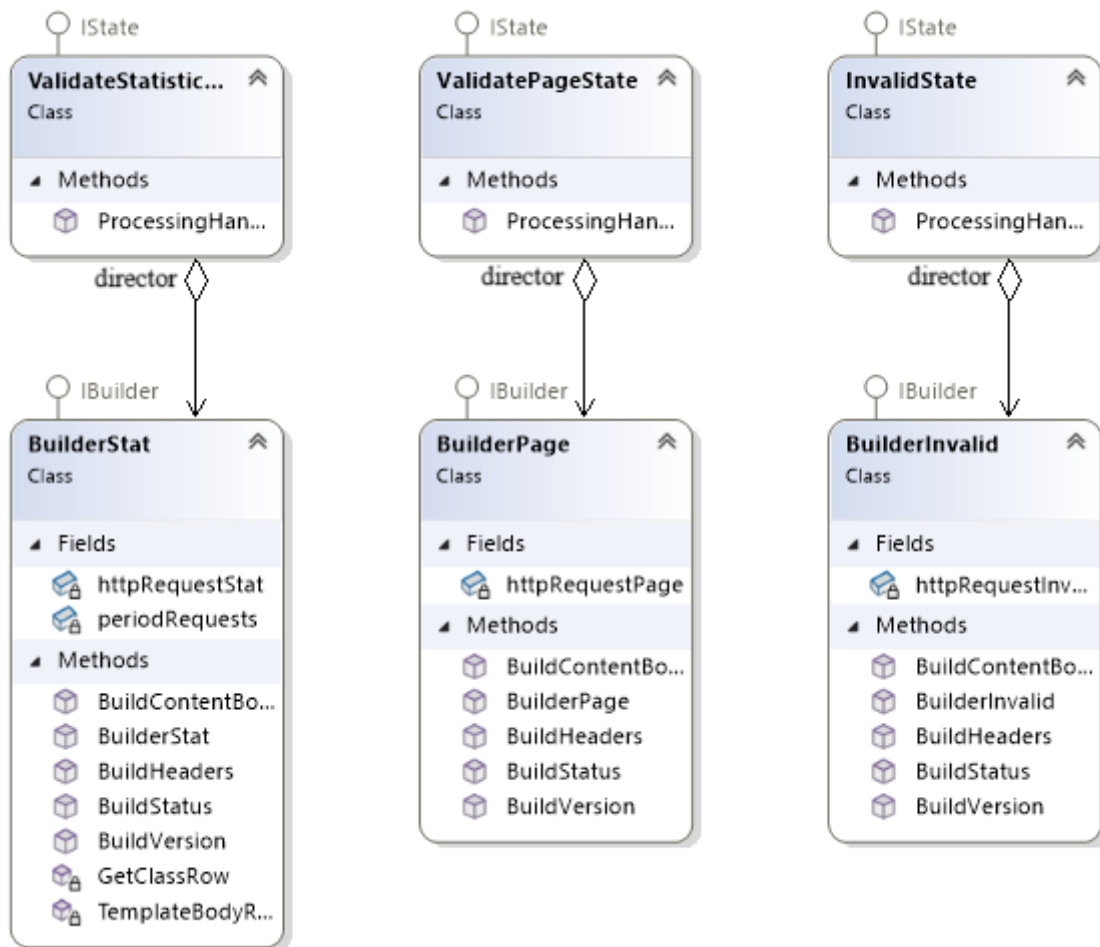 IState
ValidateStatistic...
Class
Methods
ProcessingHan...
director
IBuilder
BuilderStat
Class
Fields
httpRequestStat
periodRequests
Methods
BuildContentBo...
BuilderStat
BuildHeaders
BuildStatus
BuildVersion
GetClassRow
TemplateBodyR...
IState
ValidatePageState
Class
Methods
ProcessingHan...
director
IBuilder
BuilderPage
Class
Fields
httpRequestPage
Methods
BuildContentBo...
BuilderPage
BuildHeaders
BuildStatus
BuildVersion
IState
InvalidState
Class
Methods
ProcessingHan...
director
IBuilder
BuilderInvalid
Class
Fields
httpRequestInv...
Methods
BuildContentBo...
BuilderInvalid
BuildHeaders
BuildStatus
BuildVersion